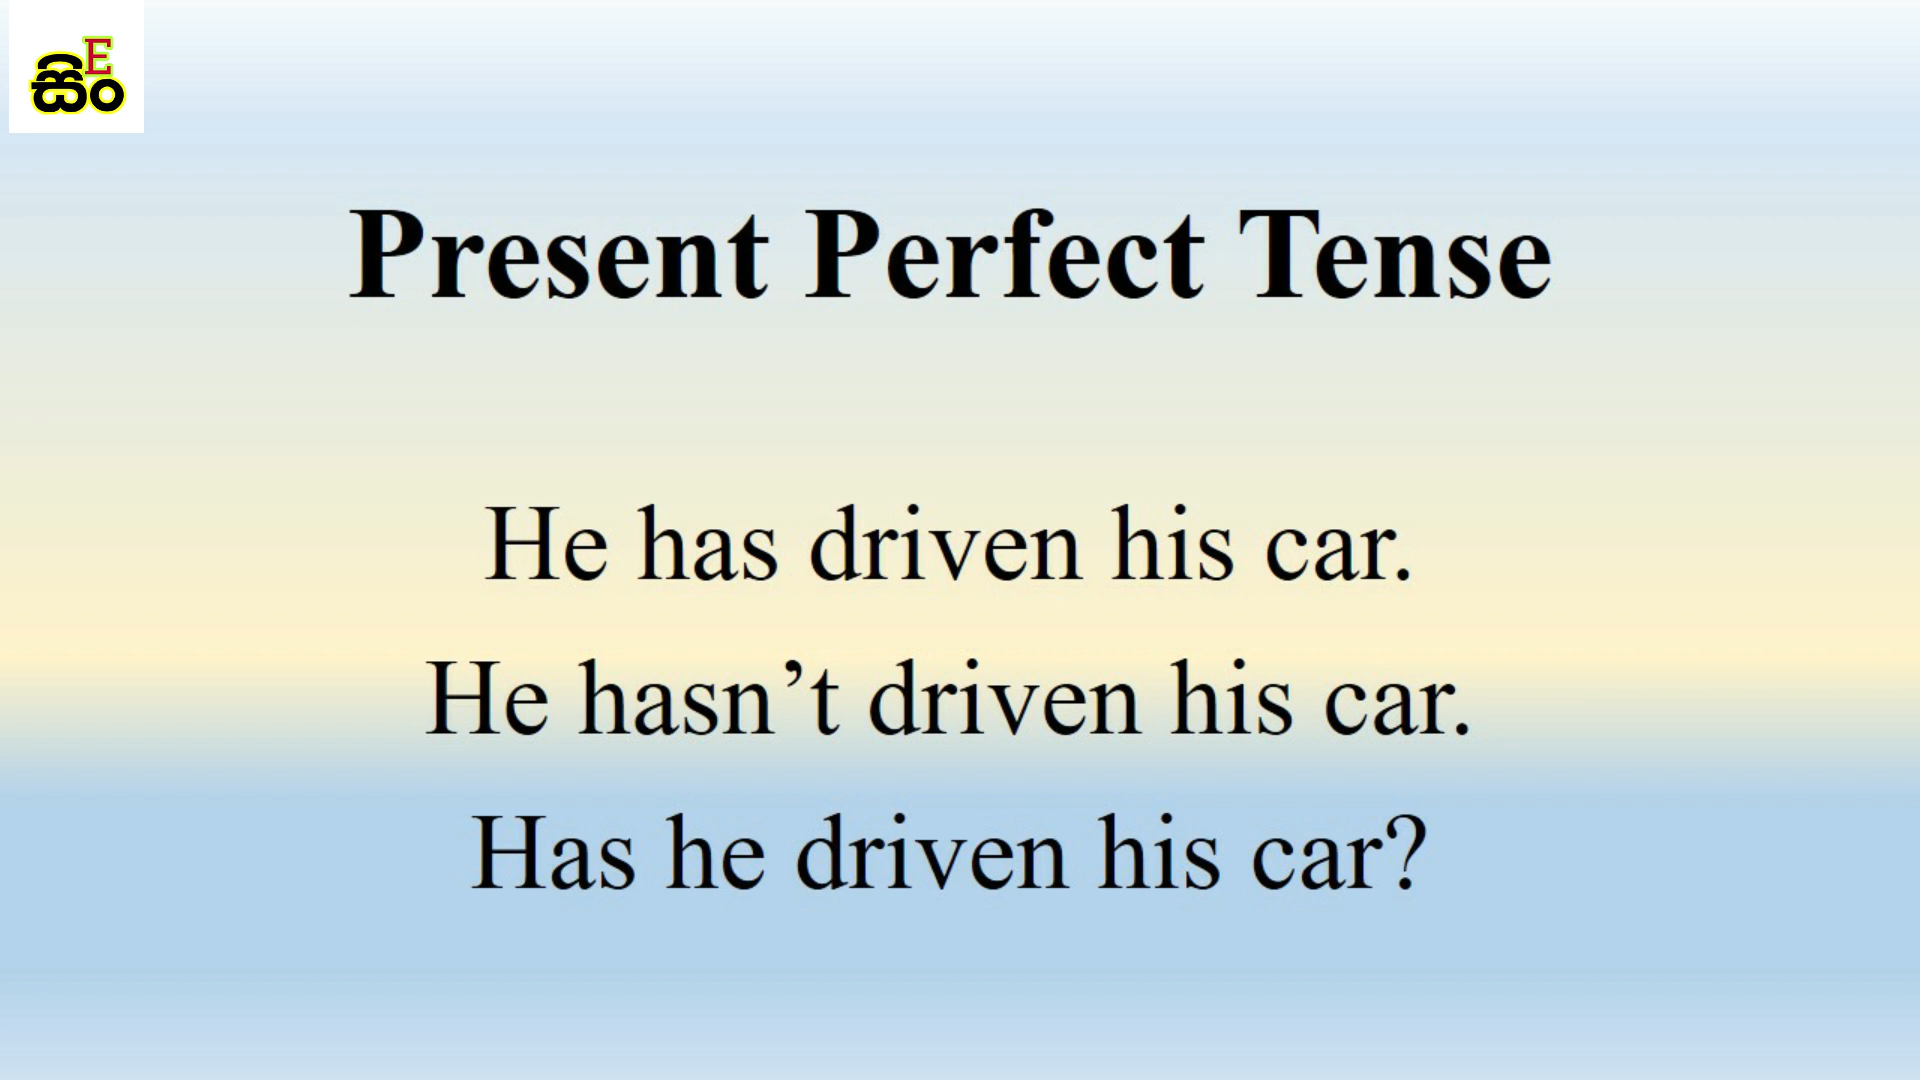 සිං E
Present Perfect Tense
He has driven his car.
He hasn’t driven his car.
Has he driven his car?